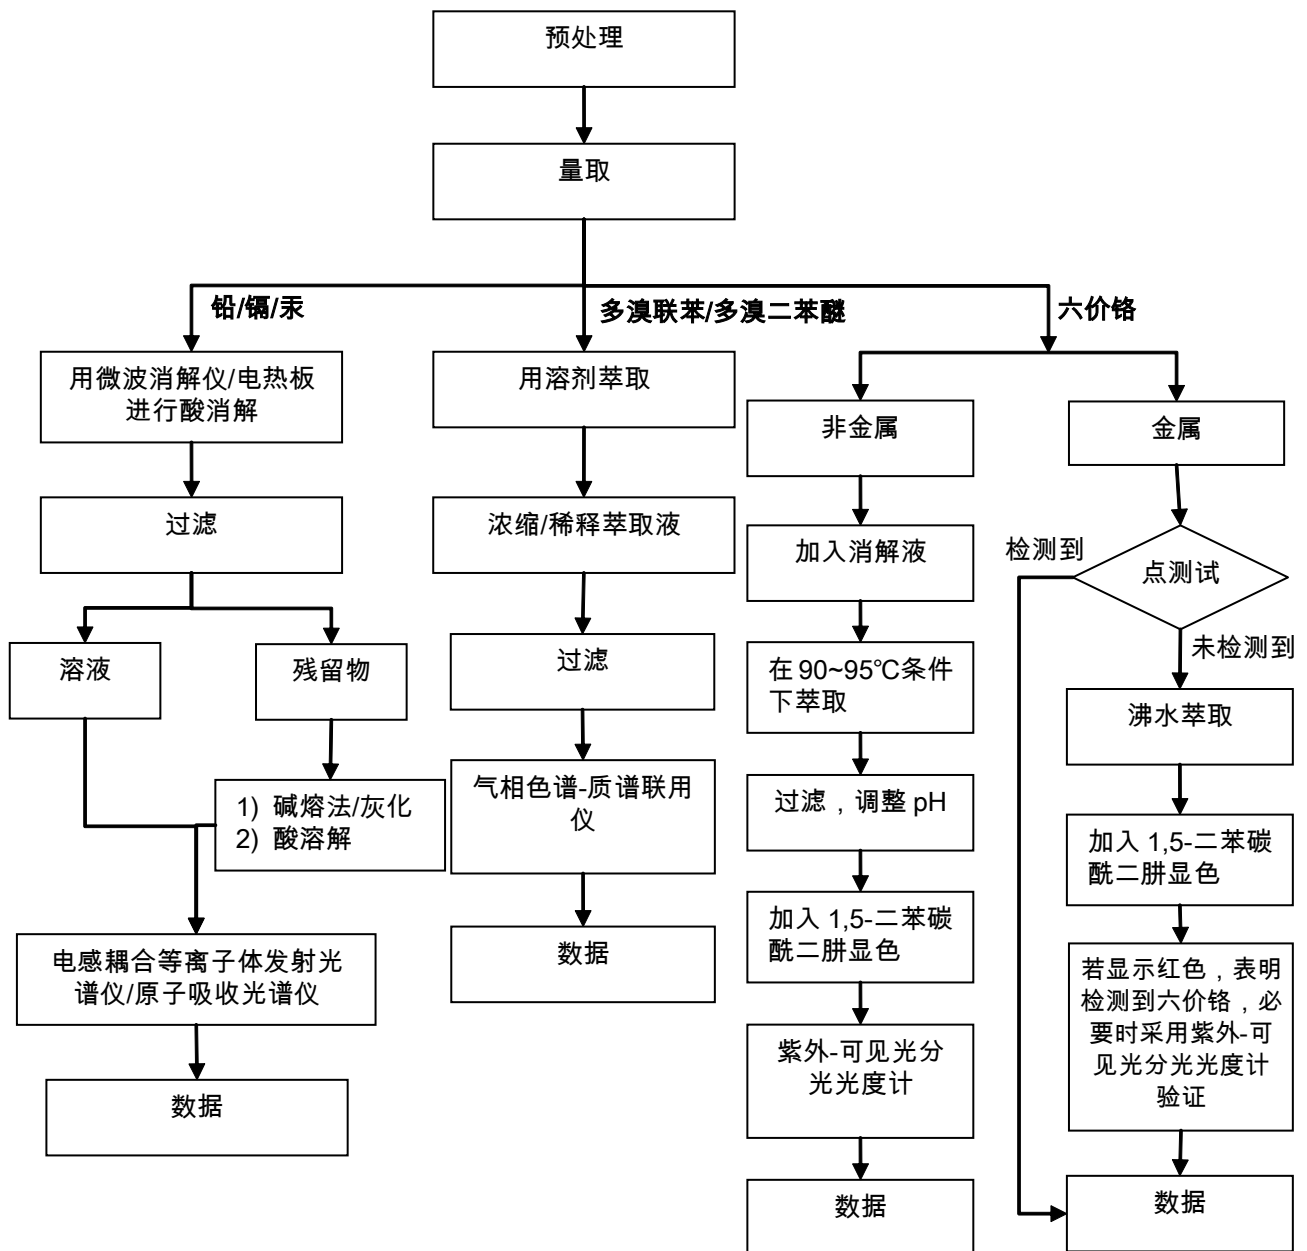 预处理
量取
铅/镉/汞
多溴联苯/多溴二苯醚
六价铬
用微波消解仪/电热板
进行酸消解
过滤
溶液
残留物
1) 碱熔法/灰化
2) 酸溶解
电感耦合等离子体发射光
谱仪/原子吸收光谱仪
数据
用溶剂萃取
浓缩/稀释萃取液
过滤
气相色谱-质谱联用
仪
数据
非金属
加入消解液
在 90~95℃条件
下萃取
过滤，调整 pH
加入 1,5-二苯碳
酰二肼显色
紫外-可见光分
光光度计
数据
金属
点测试
检测到
未检测到
沸水萃取
加入 1,5-二苯碳
酰二肼显色
若显示红色，表明
检测到六价铬，必
要时采用紫外-可
见光分光光度计
验证
数据